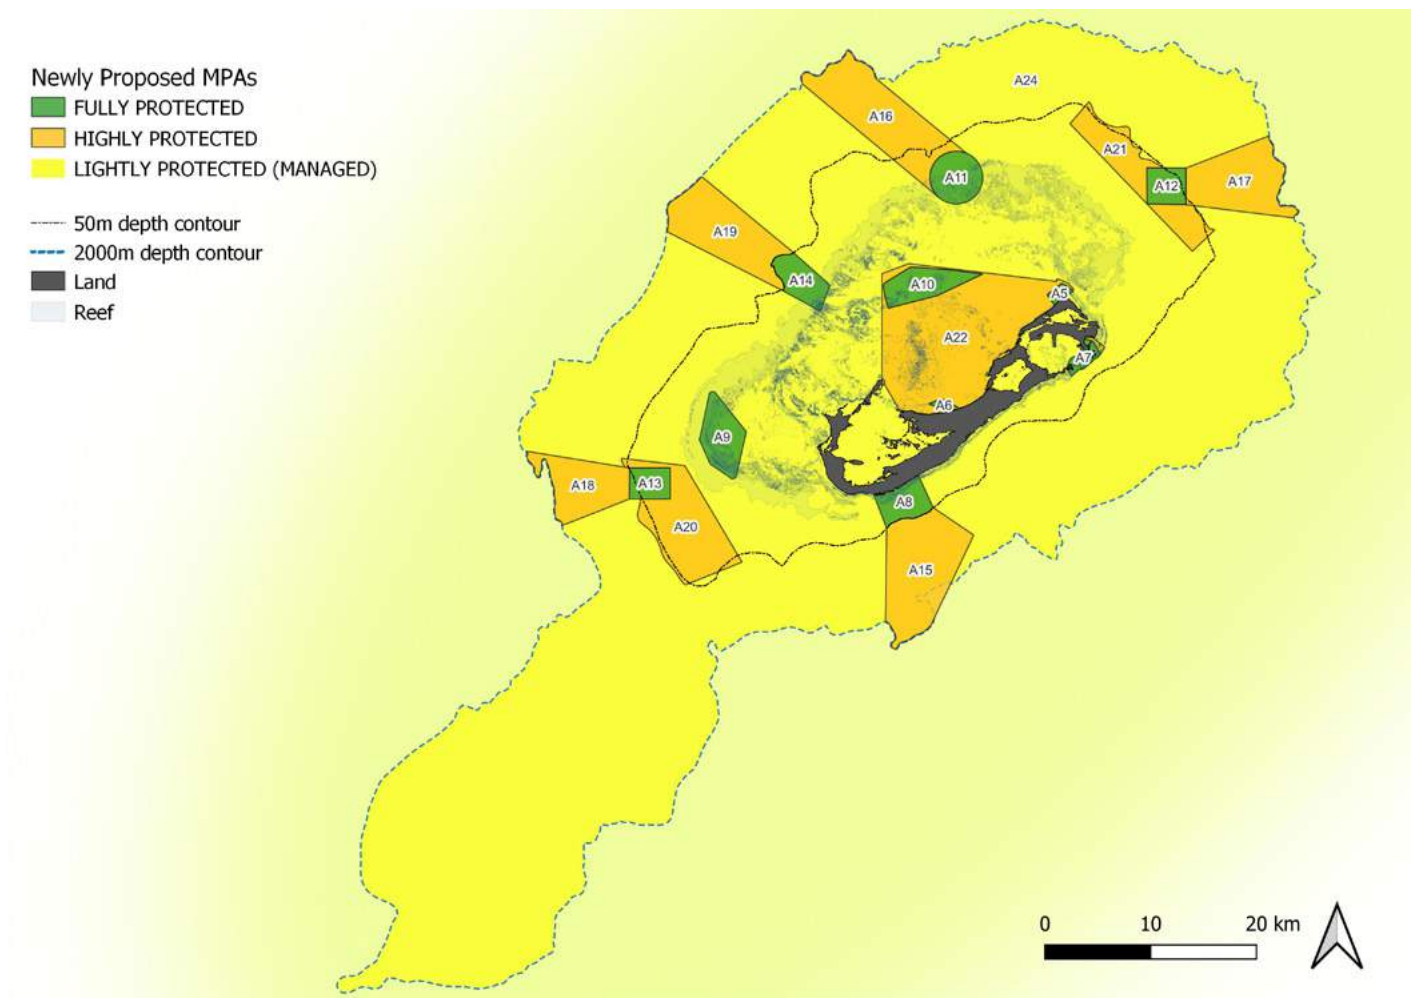 Newly Proposed MPAs
FULLY PROTECTED
HIGHLY PROTECTED
LIGHTLY PROTECTED (MANAGED)
50m depth contour
2000m depth contour
Land
Reef
A24
A16
A21
A11
A12
A17
A19
A14
A10
A5
A22
A7
A6
A9
A18
A13
A8
A20
A15
0 10 20 km